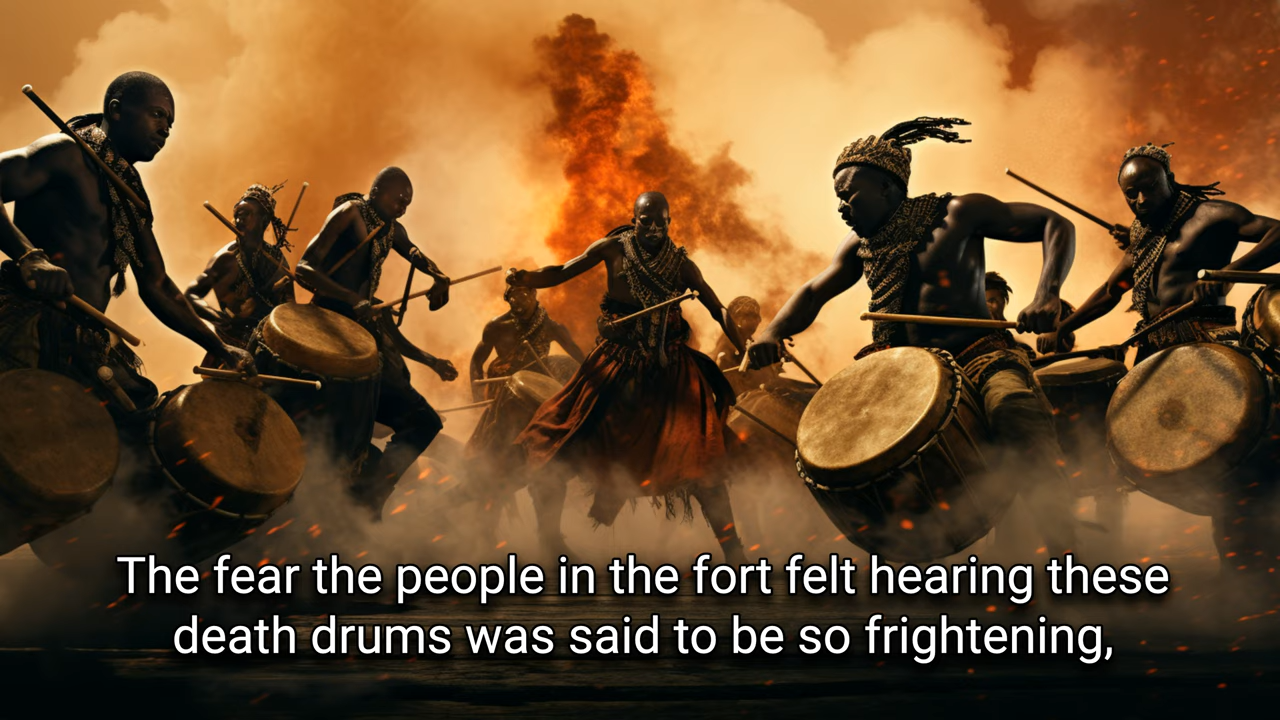 The fear the people in the fort felt hearing these
death drums was said to be so frightening,